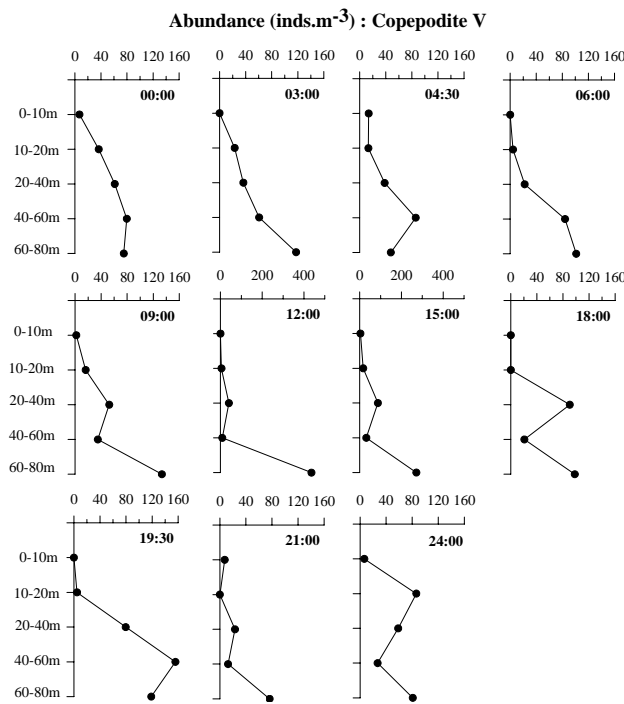 Abundance (inds.m-3) : Copepodite V
0 40 80 120 160 0 40 80 120 160 0 40 80 120 160 0 40 80 120 160
00:00 03:00 04:30 06:00
0-10m
10-20m
20-40m
40-60m
60-80m
0 40 80 120 160 0 200 400 0 200 400 0 40 80 120 160
09:00 12:00 15:00 18:00
0-10m
10-20m
20-40m
40-60m
60-80m
0 40 80 120 160 0 40 80 120 160 0 40 80 120 160
19:30 21:00 24:00
0-10m
10-20m
20-40m
40-60m
60-80m